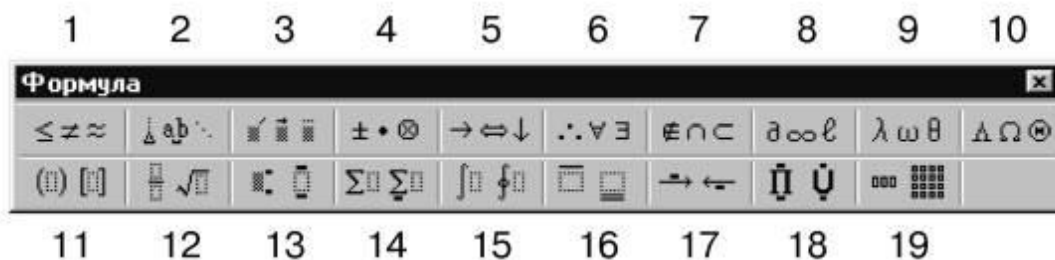 1 2 3 4 5 6 7 8 9 10
Формула
≤ ≠ ≈ ab ⋱ ± • ⊗ → ⇔ ↓ ∴ ∀ ∃ ∉ ∩ ⊂ ∂ ∞ ℓ λ ω θ Λ Ω Θ
(▯) [▯] √▯ Σ▯ Σ▯ ∫▯ ∮▯ → ← Π U
11 12 13 14 15 16 17 18 19